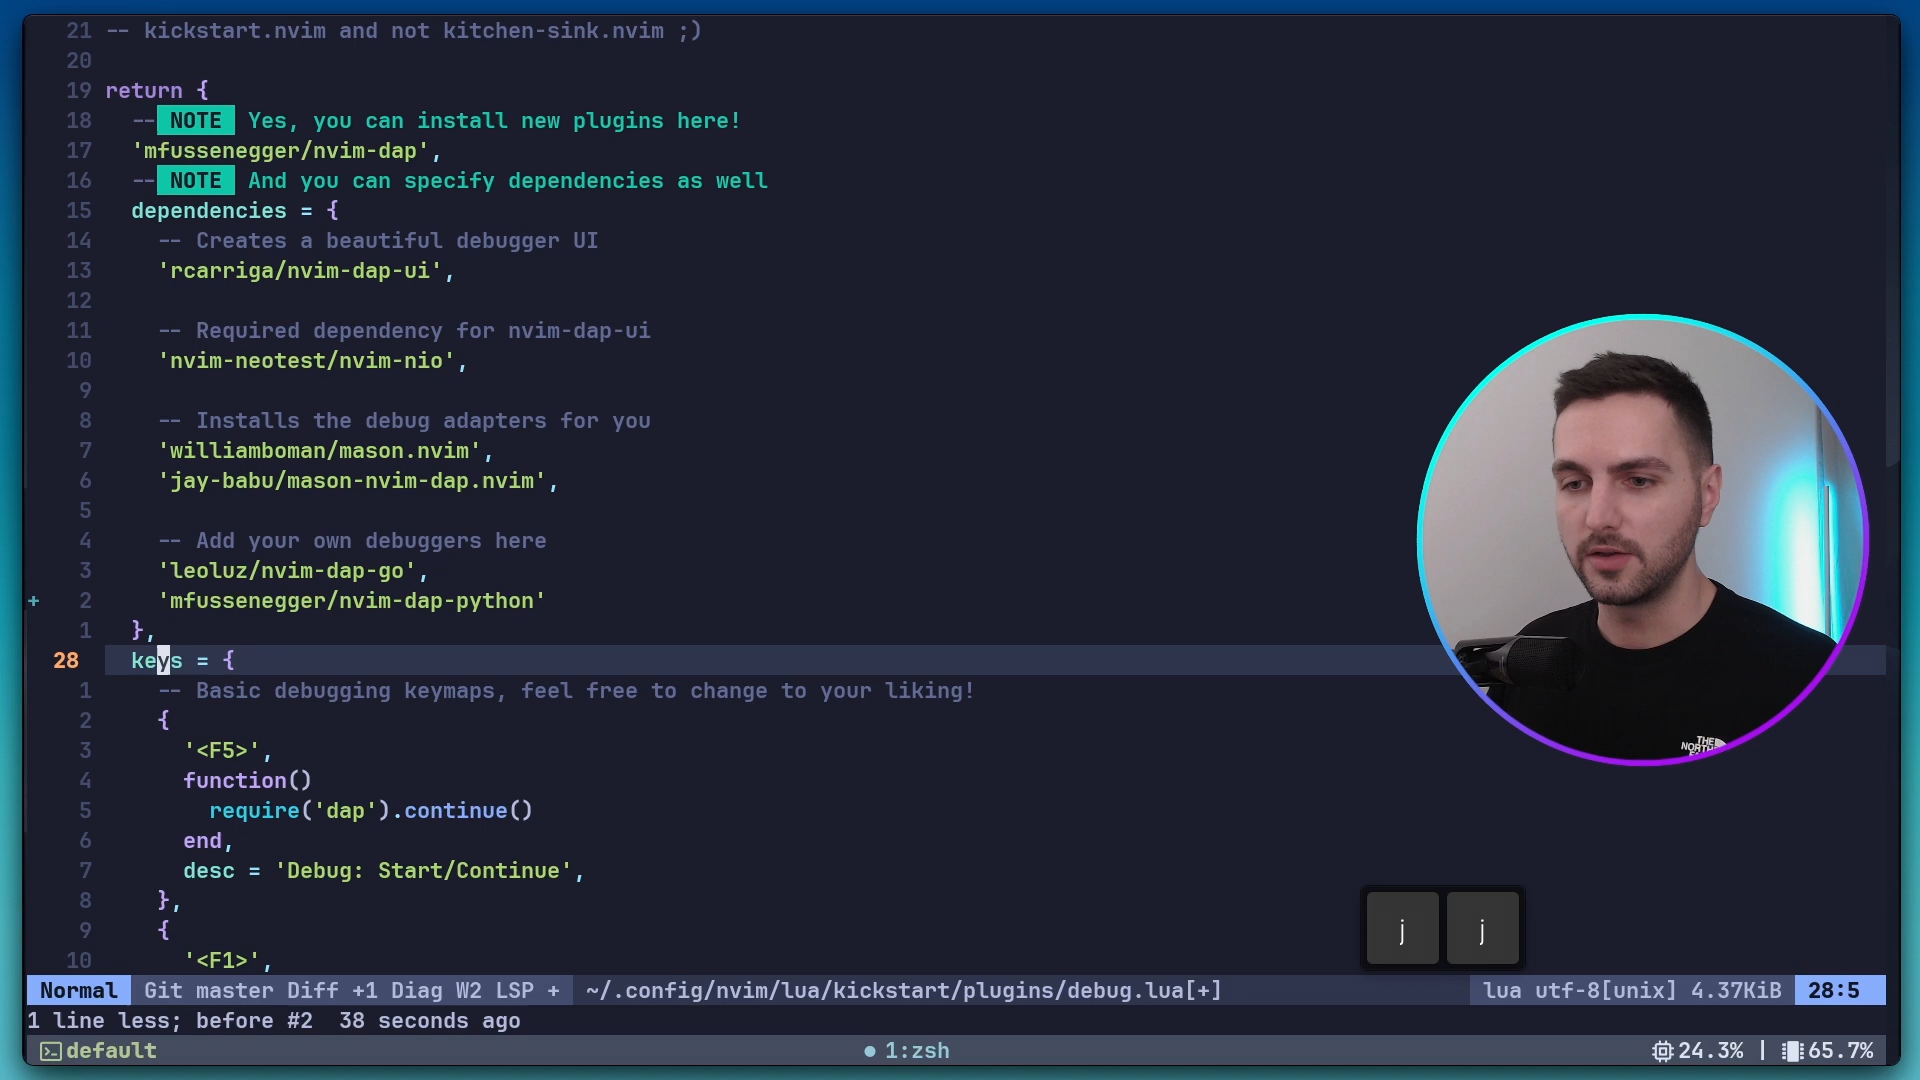 21 -- kickstart.nvim and not kitchen-sink.nvim ;)
20
19 return {
18 -- NOTE Yes, you can install new plugins here!
17 'mfussenegger/nvim-dap',
16 -- NOTE And you can specify dependencies as well
15 dependencies = {
14 -- Creates a beautiful debugger UI
13 'rcarriga/nvim-dap-ui',
12
11 -- Required dependency for nvim-dap-ui
10 'nvim-neotest/nvim-nio',
9
8 -- Installs the debug adapters for you
7 'williamboman/mason.nvim',
6 'jay-babu/mason-nvim-dap.nvim',
5
4 -- Add your own debuggers here
3 'leoluz/nvim-dap-go',
+ 2 'mfussenegger/nvim-dap-python'
1 },
28 keys = {
1 -- Basic debugging keymaps, feel free to change to your liking!
2 {
3 '<F5>',
4 function()
5 require('dap').continue()
6 end,
7 desc = 'Debug: Start/Continue',
8 },
9 {
10 '<F1>',
THE
NORTH
j j
Normal Git master Diff +1 Diag W2 LSP + ~/.config/nvim/lua/kickstart/plugins/debug.lua[+] lua utf-8[unix] 4.37KiB 28:5
1 line less; before #2 38 seconds ago
default ● 1:zsh 24.3% | 65.7%